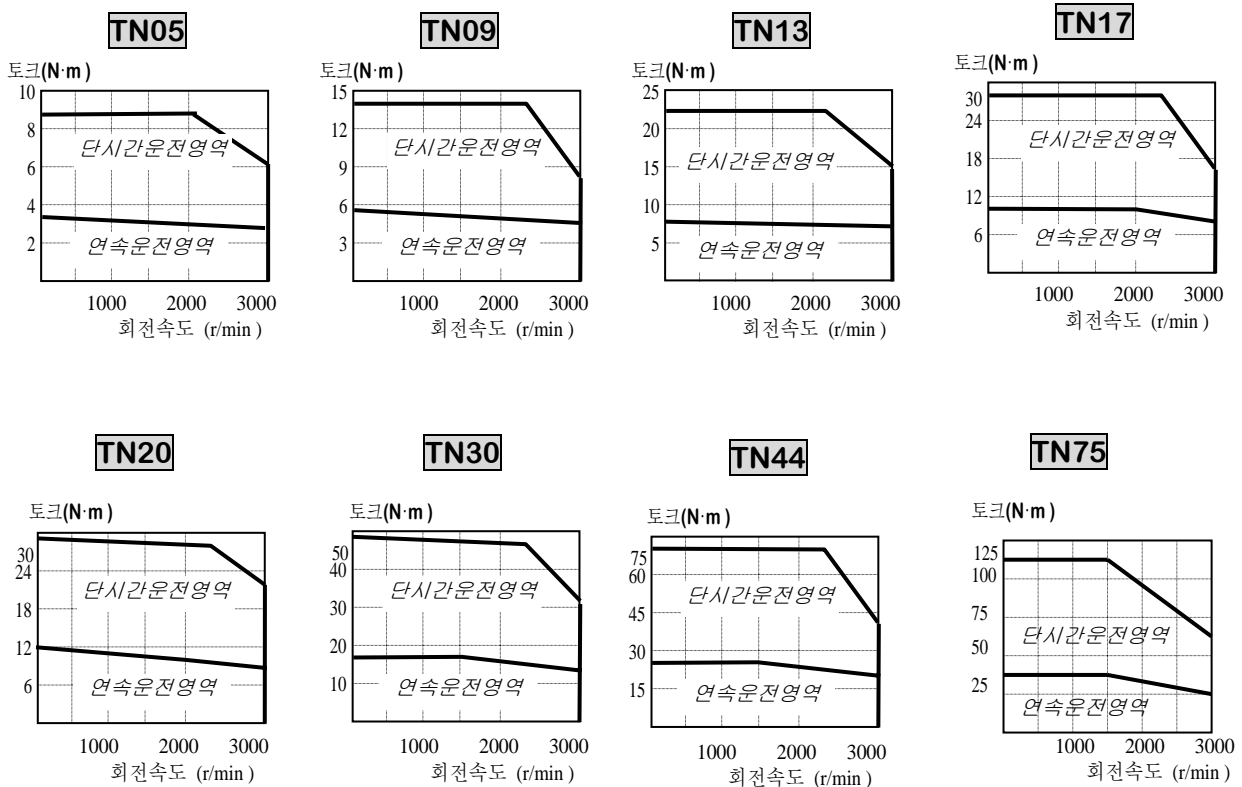 TN05
토크(N·m)
10
8
6
4
2
단시간운전영역
연속운전영역
1000 2000 3000
회전속도 (r/min)
TN09
토크(N·m)
15
12
9
6
3
단시간운전영역
연속운전영역
1000 2000 3000
회전속도 (r/min)
TN13
토크(N·m)
25
20
15
10
5
단시간운전영역
연속운전영역
1000 2000 3000
회전속도 (r/min)
TN17
토크(N·m)
30
24
18
12
6
단시간운전영역
연속운전영역
1000 2000 3000
회전속도 (r/min)
TN20
토크(N·m)
30
24
18
12
6
단시간운전영역
연속운전영역
1000 2000 3000
회전속도 (r/min)
TN30
토크(N·m)
50
40
30
20
10
단시간운전영역
연속운전영역
1000 2000 3000
회전속도 (r/min)
TN44
토크(N·m)
75
60
45
30
15
단시간운전영역
연속운전영역
1000 2000 3000
회전속도 (r/min)
TN75
토크(N·m)
125
100
75
50
25
단시간운전영역
연속운전영역
1000 2000 3000
회전속도 (r/min)